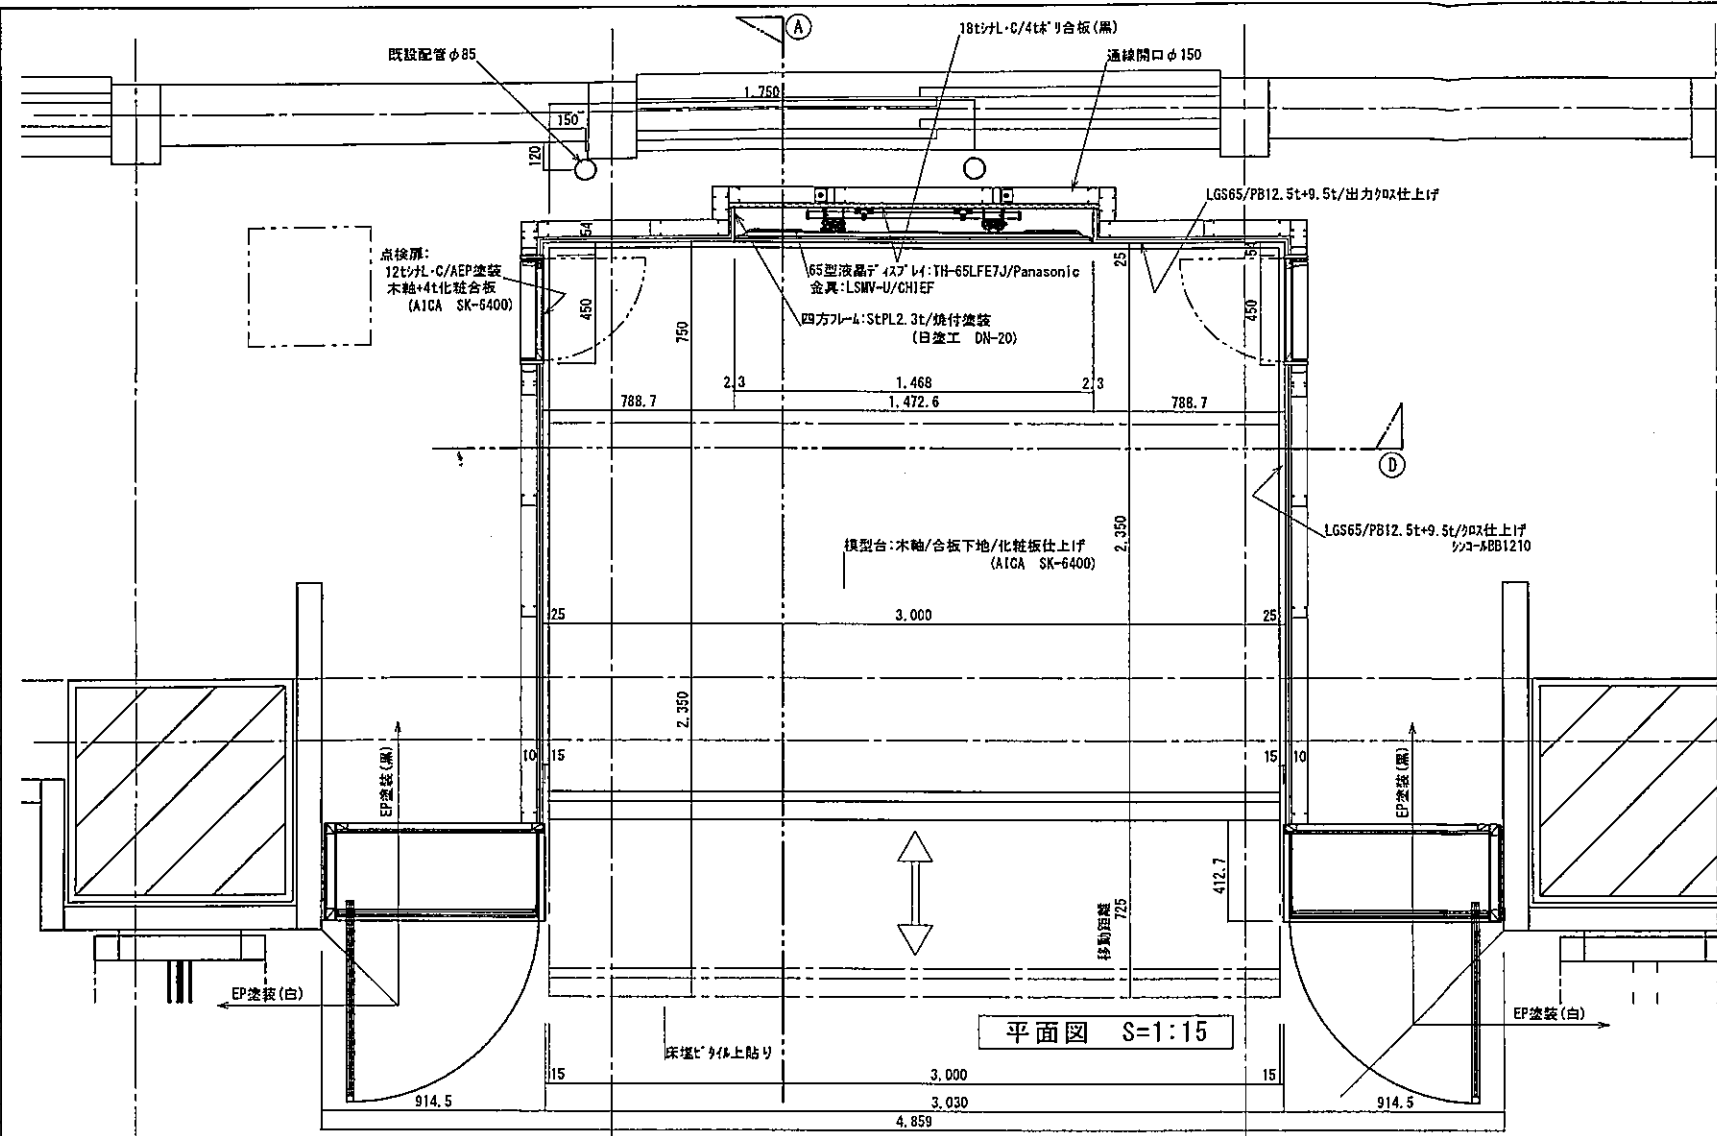 A
18tｼﾅL･C/4tﾎﾟﾘ合板(黒)
既設配管φ85
通線開口φ150
1,750
150
120
LGS65/PB12.5t+9.5t/出力ｸﾛｽ仕上げ
54
54
点検扉:
12tｼﾅL･C/AEP塗装
木軸+4t化粧合板
(AICA SK-6400)
450
25
450
65型液晶ﾃﾞｨｽﾌﾟﾚｲ:TH-65LFE7J/Panasonic
金具:LSMV-U/CHIEF
四方ﾌﾚｰﾑ:StPL2.3t/焼付塗装
(日塗工 DN-20)
750
2.3
1,468
2.3
788.7
1,472.6
788.7
D
2,350
LGS65/PB12.5t+9.5t/ｸﾛｽ仕上げ
ｼﾝｺｰﾙBB1210
模型台:木軸/合板下地/化粧板仕上げ
(AICA SK-6400)
25
3,000
25
2,350
10
15
15
10
EP塗装(黒)
EP塗装(黒)
412.7
移動距離
725
EP塗装(白)
EP塗装(白)
平面図 S=1:15
床塩ﾋﾞﾀｲﾙ上貼り
15
3,000
15
914.5
3,030
914.5
4,859